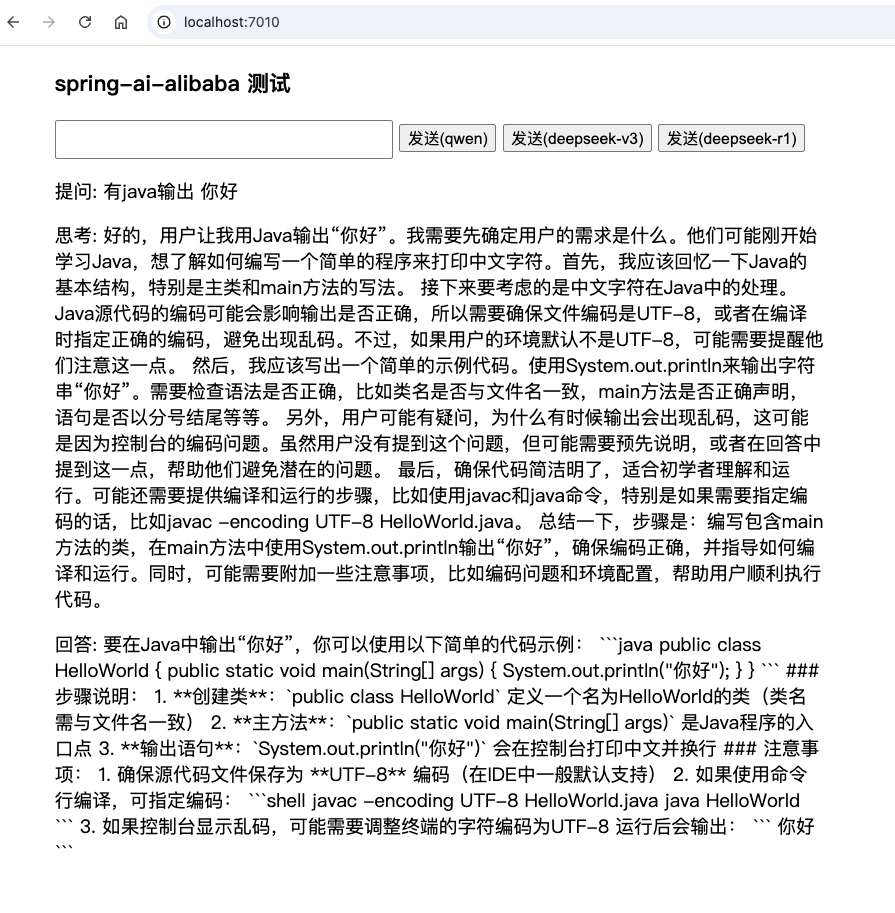 localhost:7010
spring-ai-alibaba 测试
发送(qwen) 发送(deepseek-v3) 发送(deepseek-r1)
提问: 有java输出 你好
思考: 好的，用户让我用Java输出“你好”。我需要先确定用户的需求是什么。他们可能刚开始
学习Java，想了解如何编写一个简单的程序来打印中文字符。首先，我应该回忆一下Java的
基本结构，特别是主类和main方法的写法。 接下来要考虑的是中文字符在Java中的处理。
Java源代码的编码可能会影响输出是否正确，所以需要确保文件编码是UTF-8，或者在编译
时指定正确的编码，避免出现乱码。不过，如果用户的环境默认不是UTF-8，可能需要提醒他
们注意这一点。 然后，我应该写出一个简单的示例代码。使用System.out.println来输出字符
串“你好”。需要检查语法是否正确，比如类名是否与文件名一致，main方法是否正确声明，
语句是否以分号结尾等等。 另外，用户可能有疑问，为什么有时候输出会出现乱码，这可能
是因为控制台的编码问题。虽然用户没有提到这个问题，但可能需要预先说明，或者在回答中
提到这一点，帮助他们避免潜在的问题。 最后，确保代码简洁明了，适合初学者理解和运
行。可能还需要提供编译和运行的步骤，比如使用javac和java命令，特别是如果需要指定编
码的话，比如javac -encoding UTF-8 HelloWorld.java。 总结一下，步骤是：编写包含main
方法的类，在main方法中使用System.out.println输出“你好”，确保编码正确，并指导如何编
译和运行。同时，可能需要附加一些注意事项，比如编码问题和环境配置，帮助用户顺利执行
代码。
回答: 要在Java中输出“你好”，你可以使用以下简单的代码示例： ```java public class
HelloWorld { public static void main(String[] args) { System.out.println("你好"); } } ``` ###
步骤说明： 1. **创建类**：`public class HelloWorld` 定义一个名为HelloWorld的类（类名
需与文件名一致） 2. **主方法**：`public static void main(String[] args)` 是Java程序的入
口点 3. **输出语句**：`System.out.println("你好")` 会在控制台打印中文并换行 ### 注意事
项： 1. 确保源代码文件保存为 **UTF-8** 编码（在IDE中一般默认支持） 2. 如果使用命令
行编译，可指定编码： ```shell javac -encoding UTF-8 HelloWorld.java java HelloWorld
``` 3. 如果控制台显示乱码，可能需要调整终端的字符编码为UTF-8 运行后会输出： ``` 你好
```